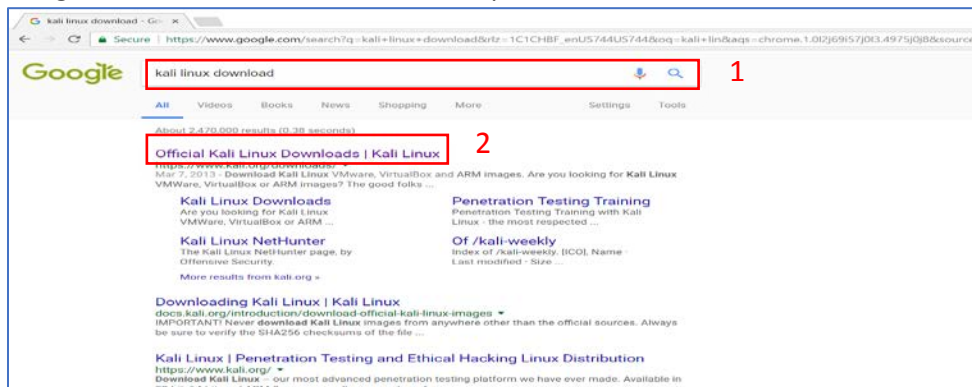 kali linux download - Go
Secure https://www.google.com/search?q=kali+linux+download&rlz=1C1CHBF_enUS744US744&oq=kali+lin&aqs=chrome.1.0l2j69i57j0l3.4975j0j8&source
Google kali linux download 1
All Videos Books News Shopping More Settings Tools
About 2,470,000 results (0.38 seconds)
Official Kali Linux Downloads | Kali Linux 2
https://www.kali.org/downloads/
Mar 7, 2013 - Download Kali Linux VMware, VirtualBox and ARM images. Are you looking for Kali Linux
VMWare, VirtualBox or ARM images? The good folks ...
Kali Linux Downloads
Are you looking for Kali Linux
VMWare, VirtualBox or ARM ...
Penetration Testing Training
Penetration Testing Training with Kali
Linux - the most respected ...
Kali Linux NetHunter
The Kali Linux NetHunter page, by
Offensive Security.
Of /kali-weekly
Index of /kali-weekly. [ICO], Name ·
Last modified · Size ...
More results from kali.org »
Downloading Kali Linux | Kali Linux
docs.kali.org/introduction/download-official-kali-linux-images
IMPORTANT! Never download Kali Linux images from anywhere other than the official sources. Always
be sure to verify the SHA256 checksums of the file ...
Kali Linux | Penetration Testing and Ethical Hacking Linux Distribution
https://www.kali.org/
Download Kali Linux – our most advanced penetration testing platform we have ever made. Available in